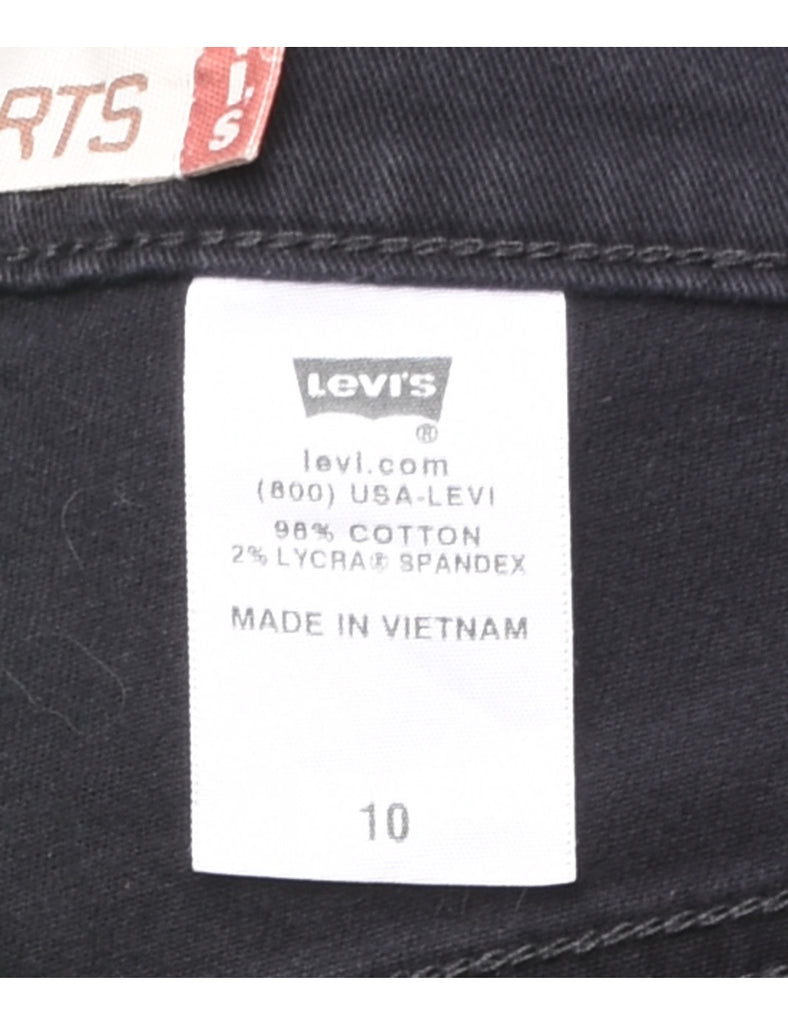 RTS
I.
S
Levi's
®
levi.com
(800) USA-LEVI
98% COTTON
2% LYCRA® SPANDEX
MADE IN VIETNAM
10